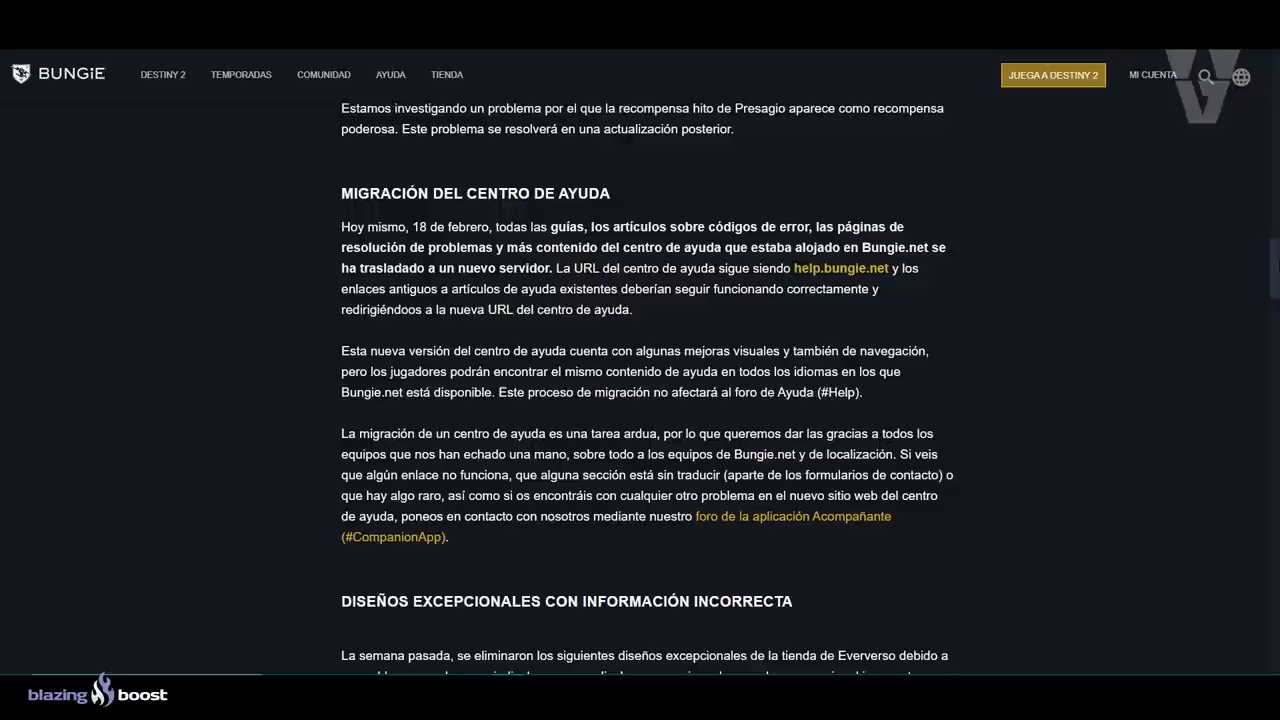 BUNGiE DESTINY 2 TEMPORADAS COMUNIDAD AYUDA TIENDA JUEGA A DESTINY 2 MI CUENTA
Estamos investigando un problema por el que la recompensa hito de Presagio aparece como recompensa
poderosa. Este problema se resolverá en una actualización posterior.
MIGRACIÓN DEL CENTRO DE AYUDA
Hoy mismo, 18 de febrero, todas las guías, los artículos sobre códigos de error, las páginas de
resolución de problemas y más contenido del centro de ayuda que estaba alojado en Bungie.net se
ha trasladado a un nuevo servidor. La URL del centro de ayuda sigue siendo help.bungie.net y los
enlaces antiguos a artículos de ayuda existentes deberían seguir funcionando correctamente y
redirigiéndoos a la nueva URL del centro de ayuda.
Esta nueva versión del centro de ayuda cuenta con algunas mejoras visuales y también de navegación,
pero los jugadores podrán encontrar el mismo contenido de ayuda en todos los idiomas en los que
Bungie.net está disponible. Este proceso de migración no afectará al foro de Ayuda (#Help).
La migración de un centro de ayuda es una tarea ardua, por lo que queremos dar las gracias a todos los
equipos que nos han echado una mano, sobre todo a los equipos de Bungie.net y de localización. Si veis
que algún enlace no funciona, que alguna sección está sin traducir (aparte de los formularios de contacto) o
que hay algo raro, así como si os encontráis con cualquier otro problema en el nuevo sitio web del centro
de ayuda, poneos en contacto con nosotros mediante nuestro foro de la aplicación Acompañante
(#CompanionApp).
DISEÑOS EXCEPCIONALES CON INFORMACIÓN INCORRECTA
La semana pasada, se eliminaron los siguientes diseños excepcionales de la tienda de Eververso debido a
blazing boost